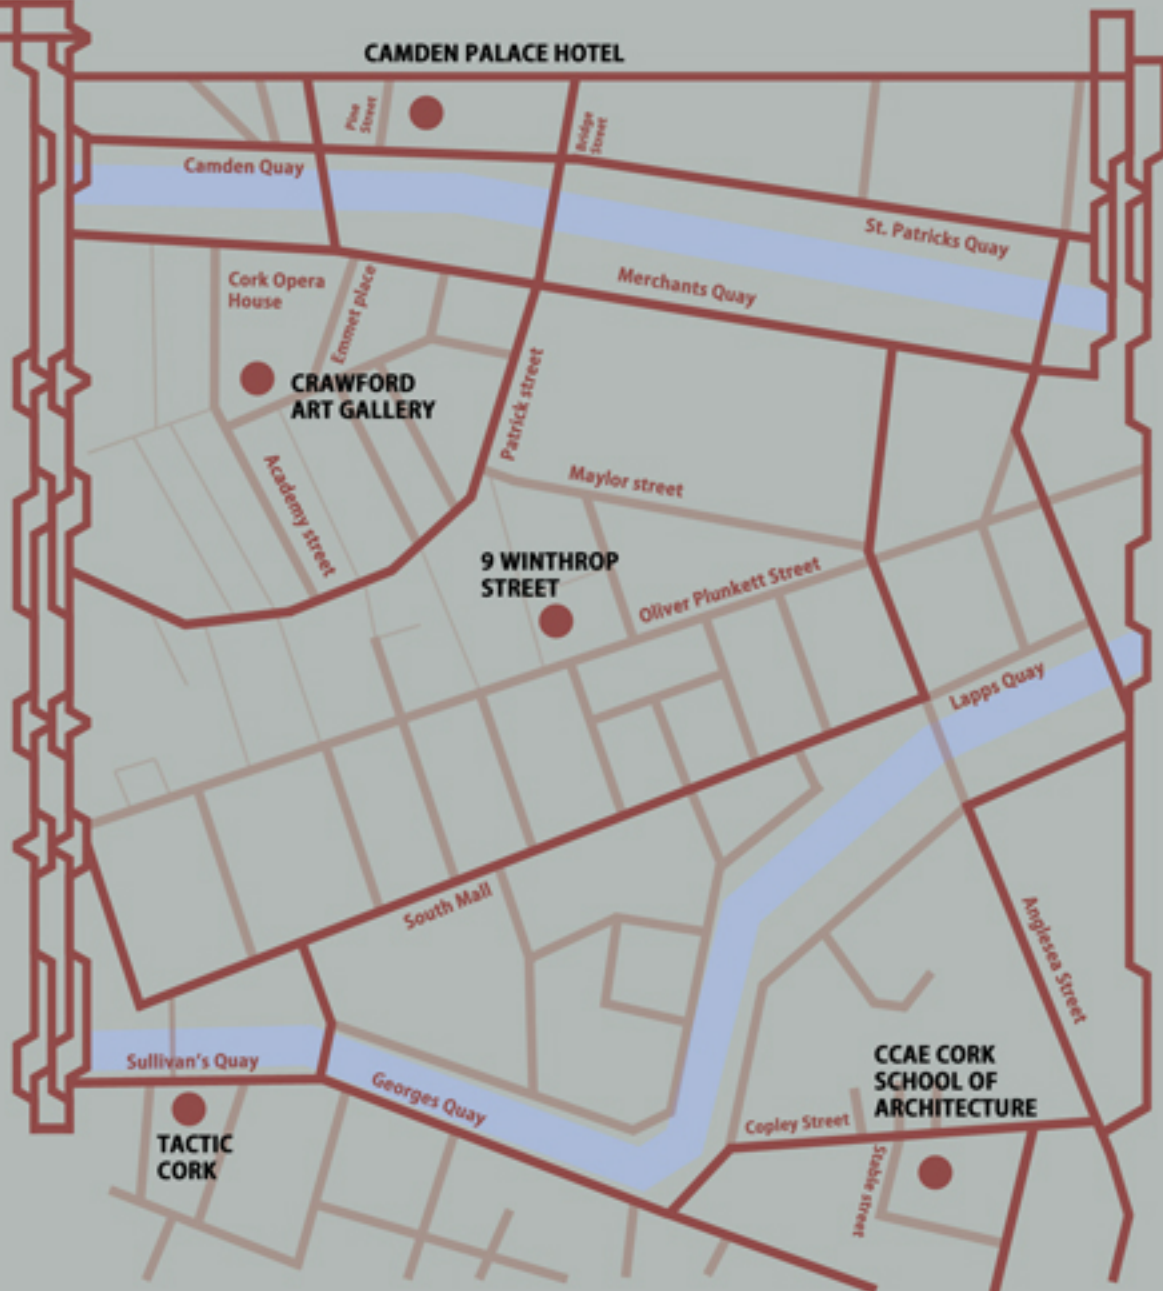 CAMDEN PALACE HOTEL
Pine
Street
Bridge
Street
Camden Quay
St. Patricks Quay
Cork Opera
House
Emmet place
Merchants Quay
CRAWFORD
ART GALLERY
Patrick street
Academy street
Maylor street
9 WINTHROP
STREET
Oliver Plunkett Street
Lapps Quay
South Mall
Anglesea Street
Sullivan's Quay
Georges Quay
CCAE CORK
SCHOOL OF
ARCHITECTURE
Copley Street
TACTIC
CORK
Stable street